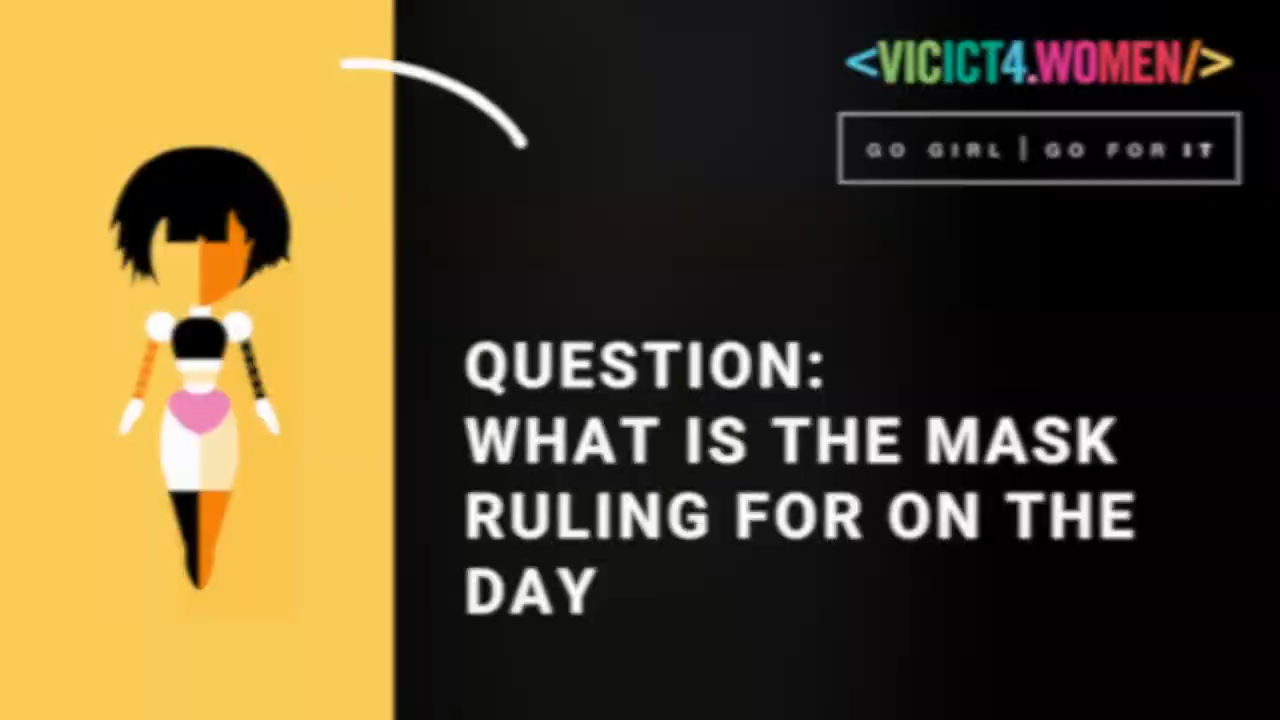 <VICICT4.WOMEN/>
GO GIRL | GO FOR IT
QUESTION:
WHAT IS THE MASK
RULING FOR ON THE
DAY